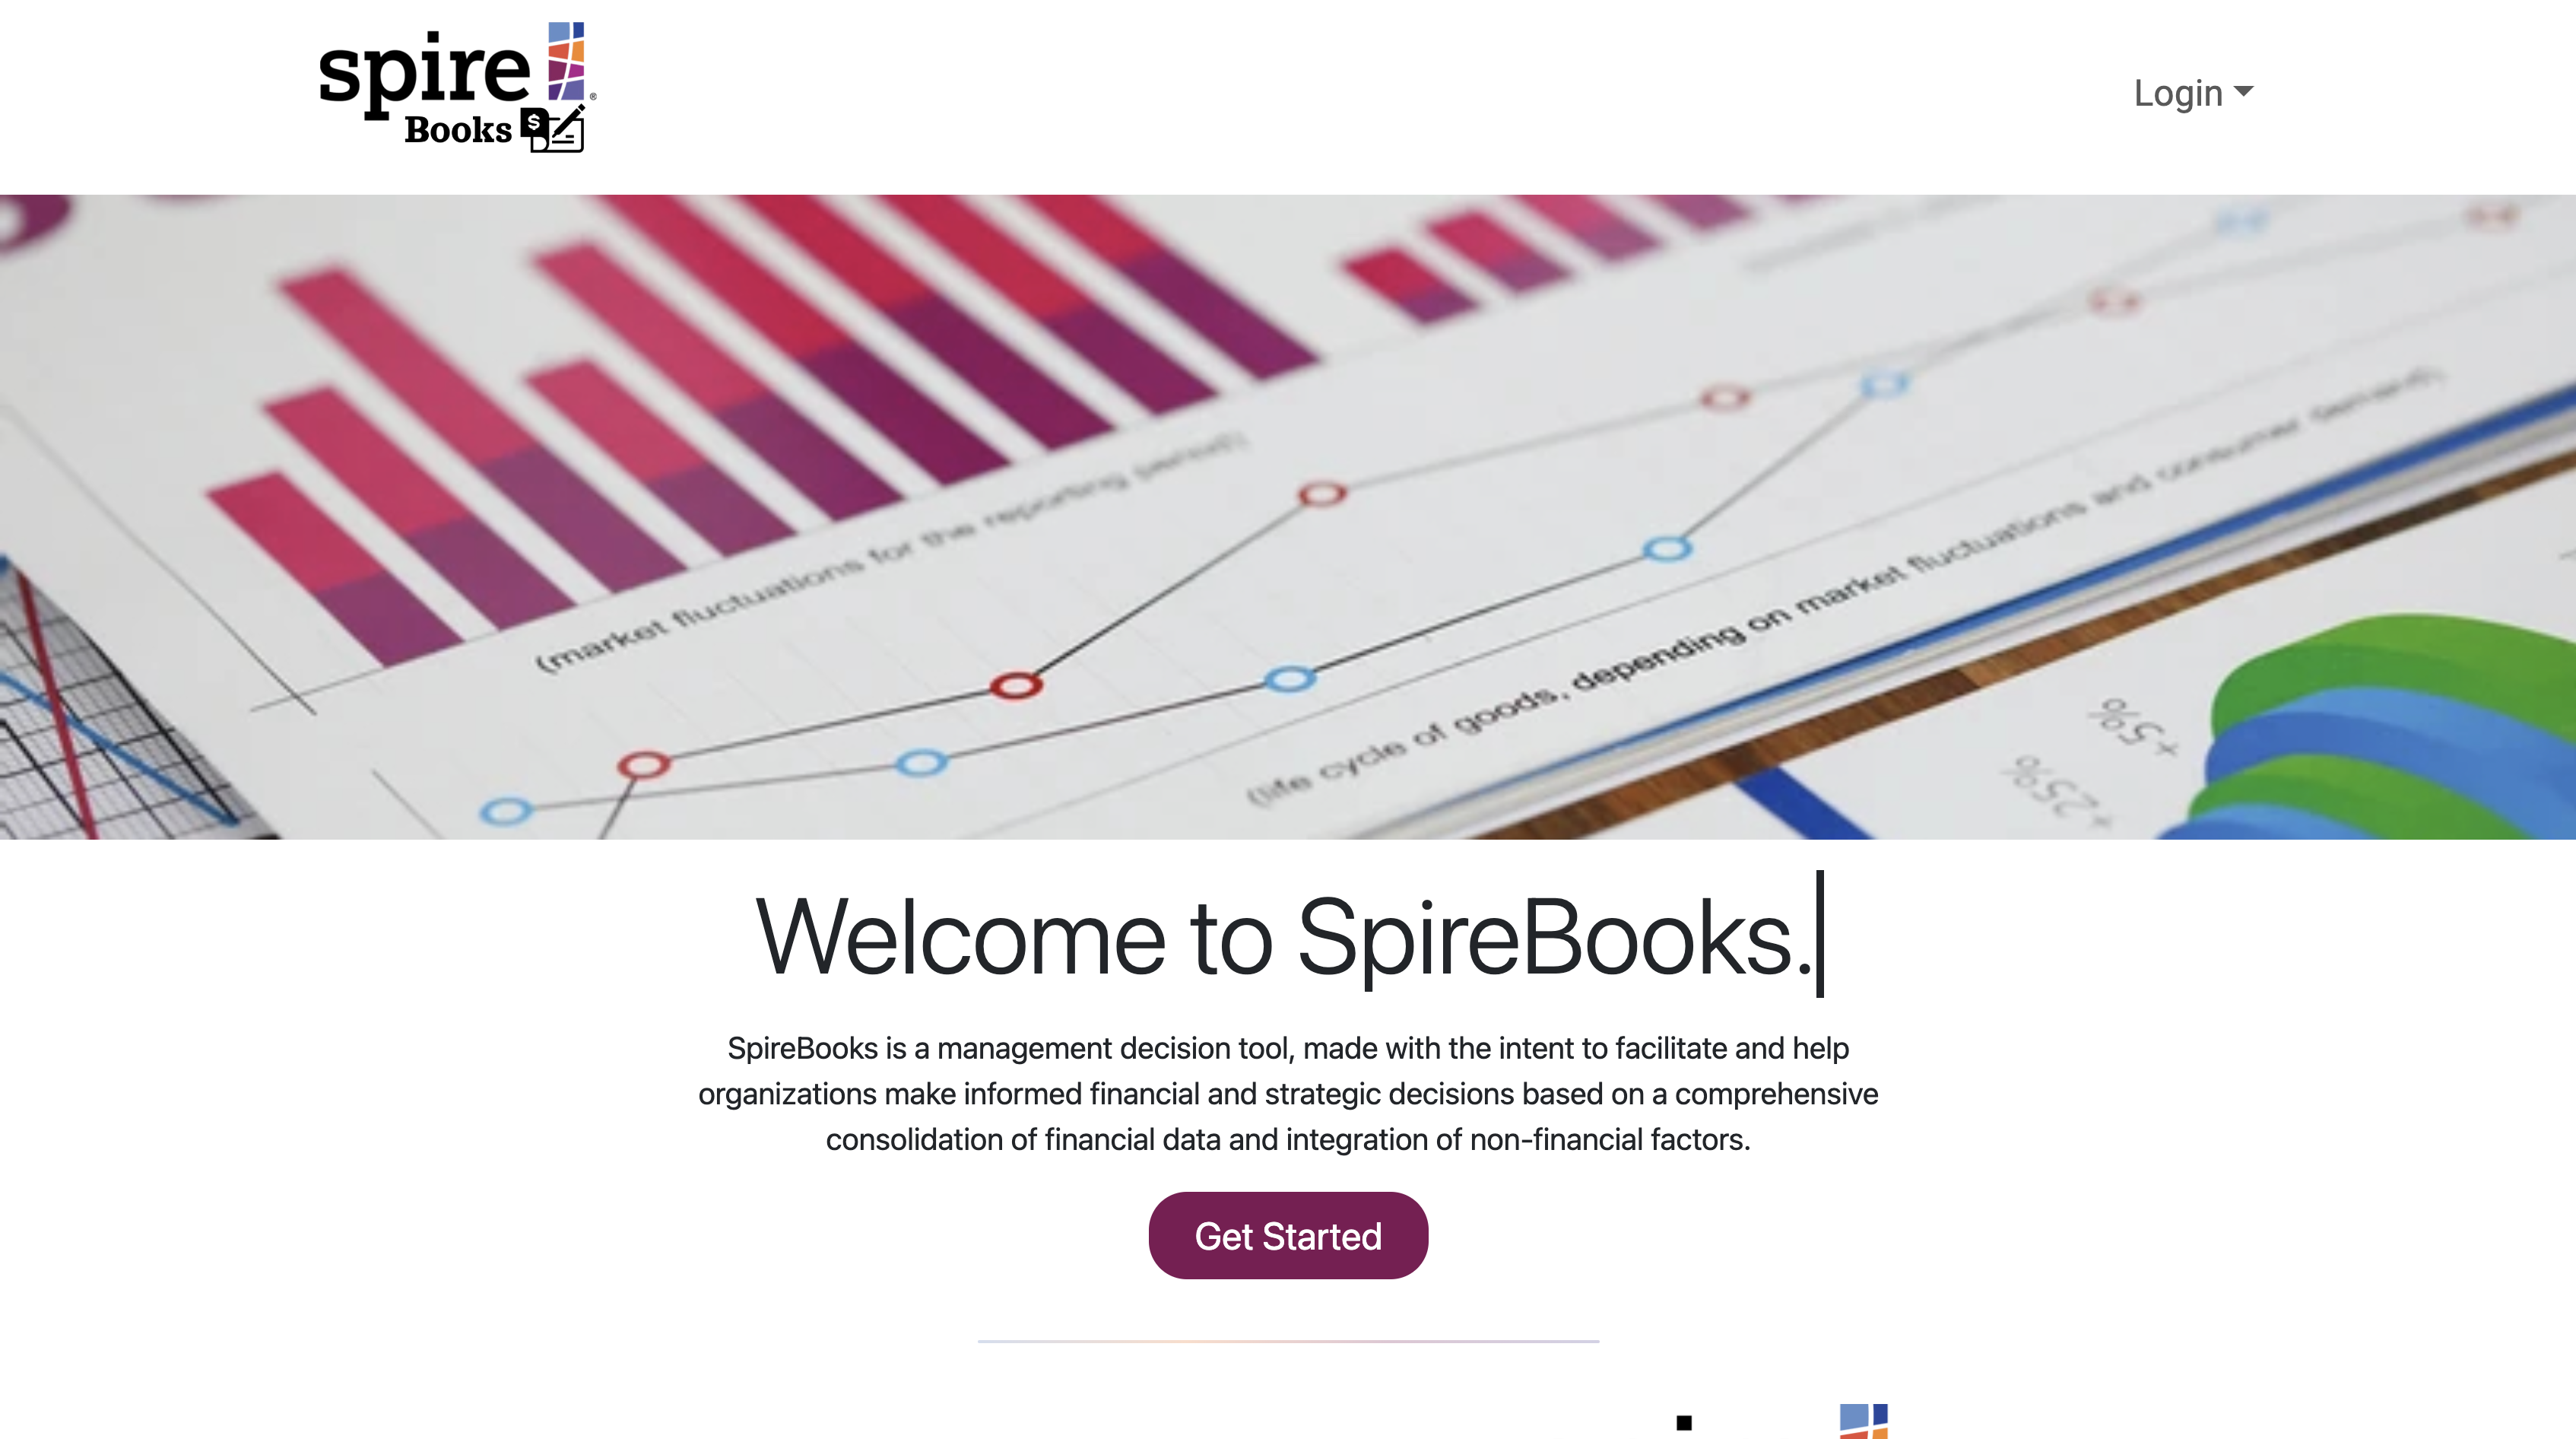 spire
®
Books
$
Login
(market fluctuations for the reporting period)
(life cycle of goods, depending on market fluctuations and consumer demand)
+5%
+25%
Welcome to SpireBooks.
SpireBooks is a management decision tool, made with the intent to facilitate and help
organizations make informed financial and strategic decisions based on a comprehensive
consolidation of financial data and integration of non-financial factors.
Get Started